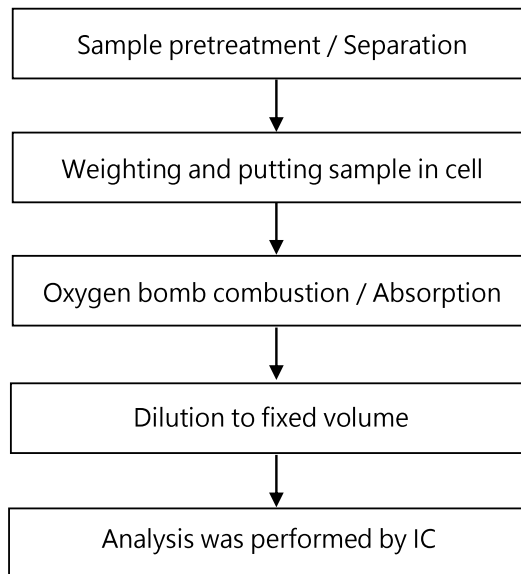 Sample pretreatment / Separation
Weighting and putting sample in cell
Oxygen bomb combustion / Absorption
Dilution to fixed volume
Analysis was performed by IC